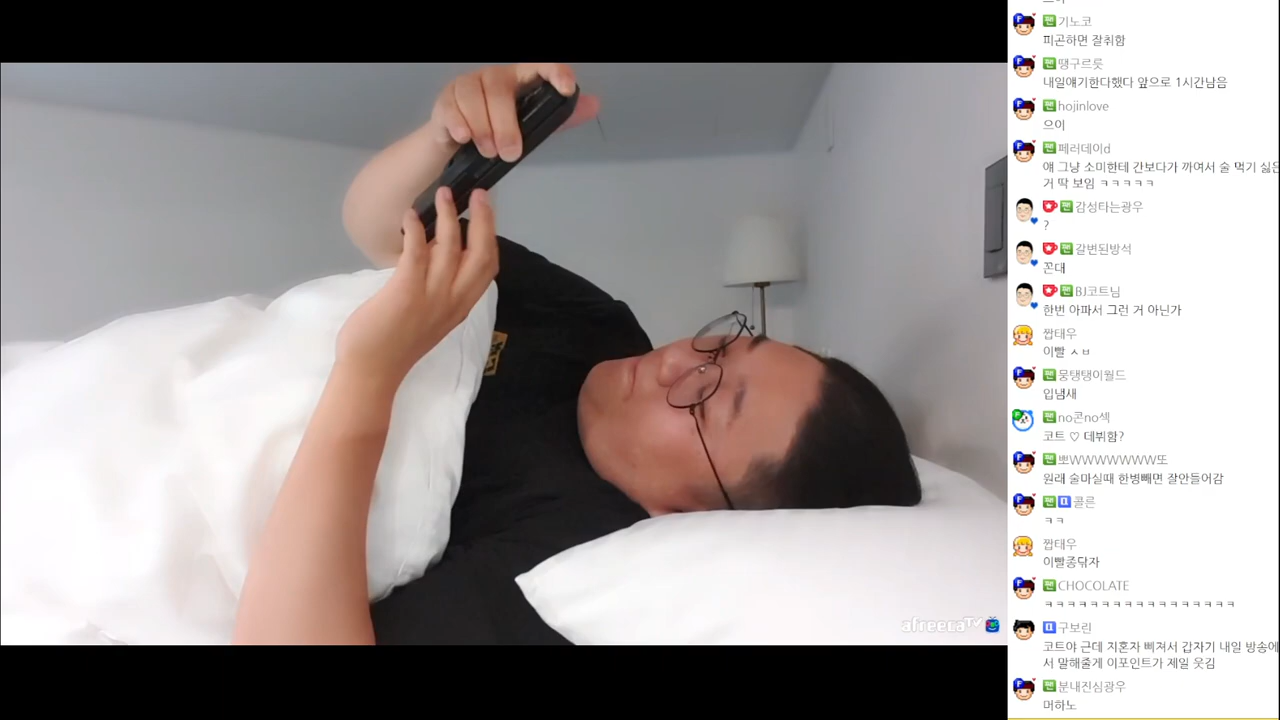 afreecaTV
기노코
피곤하면 잘취함
땡구르릇
내일얘기한다했다 앞으로 1시간남음
hojinlove
으이
페러데이d
얘 그냥 소미한테 간보다가 까여서 술 먹기 싫은
거 딱 보임 ㅋㅋㅋㅋㅋ
감성타는광우
?
갈변된방석
꼰대
BJ코트님
한번 아파서 그런 거 아닌가
짭태우
이빨 ㅅㅂ
뭉탱탱이월드
입냄새
no콘no섹
코트 ♡ 데뷔함?
뽀WWWWWWW또
원래 술마실때 한병빼면 잘안들어감
콜른
ㅋㅋ
짭태우
이빨좀닦자
CHOCOLATE
ㅋㅋㅋㅋㅋㅋㅋㅋㅋㅋㅋㅋㅋㅋㅋㅋㅋ
구보린
코트야 근데 지혼자 삐져서 갑자기 내일 방송에
서 말해줄게 이포인트가 제일 웃김
분내진심광우
머하노